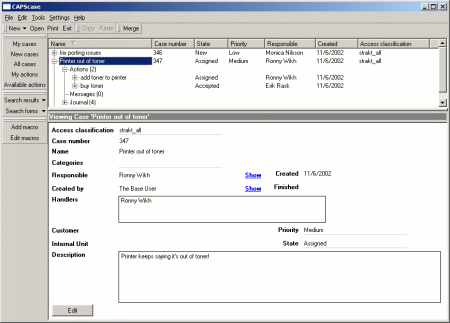 CAPScase
File Edit Tools Settings Help
New Open Print Exit Copy Paste Merge
My cases
New cases
All cases
My actions
Available actions
Search results
Search forms
Add macro
Edit macros
Name Case number State Priority Responsible Created Access classification
Irix porting issues 346 New Low Monica Nilsson 11/6/2002 strakt_all
Printer out of toner 347 Assigned Medium Ronny Wikh 11/6/2002 strakt_all
Actions (2)
add toner to printer Assigned Ronny Wikh
buy toner Accepted Erik Rask
Messages (0)
Journal (4)
Viewing Case 'Printer out of toner'
Access classification strakt_all
Case number 347
Name Printer out of toner
Categories
Responsible Ronny Wikh Show Created 11/6/2002
Created by The Base User Show Finished
Handlers Ronny Wikh
Customer Priority Medium
Internal Unit State Assigned
Description Printer keeps saying it's out of toner!
Edit